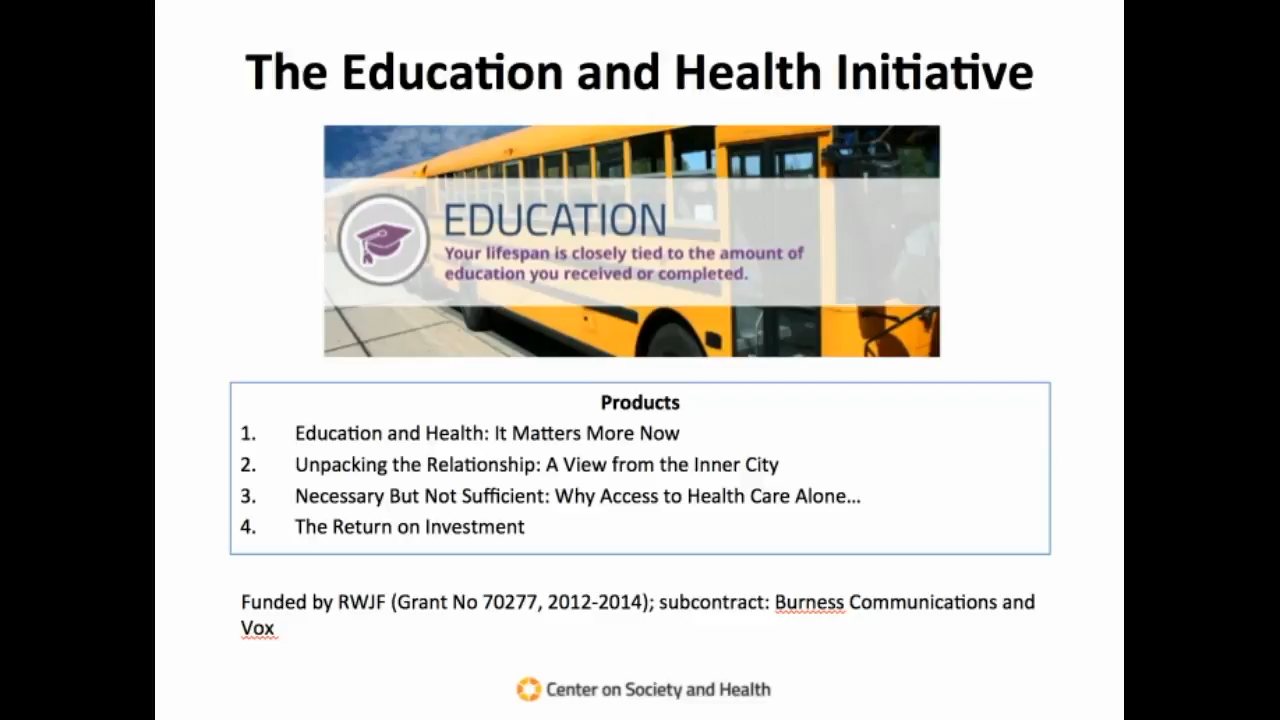 The Education and Health Initiative
EDUCATION
Your lifespan is closely tied to the amount of
education you received or completed.
Products
1. Education and Health: It Matters More Now
2. Unpacking the Relationship: A View from the Inner City
3. Necessary But Not Sufficient: Why Access to Health Care Alone...
4. The Return on Investment
Funded by RWJF (Grant No 70277, 2012-2014); subcontract: Burness Communications and
Vox
Center on Society and Health